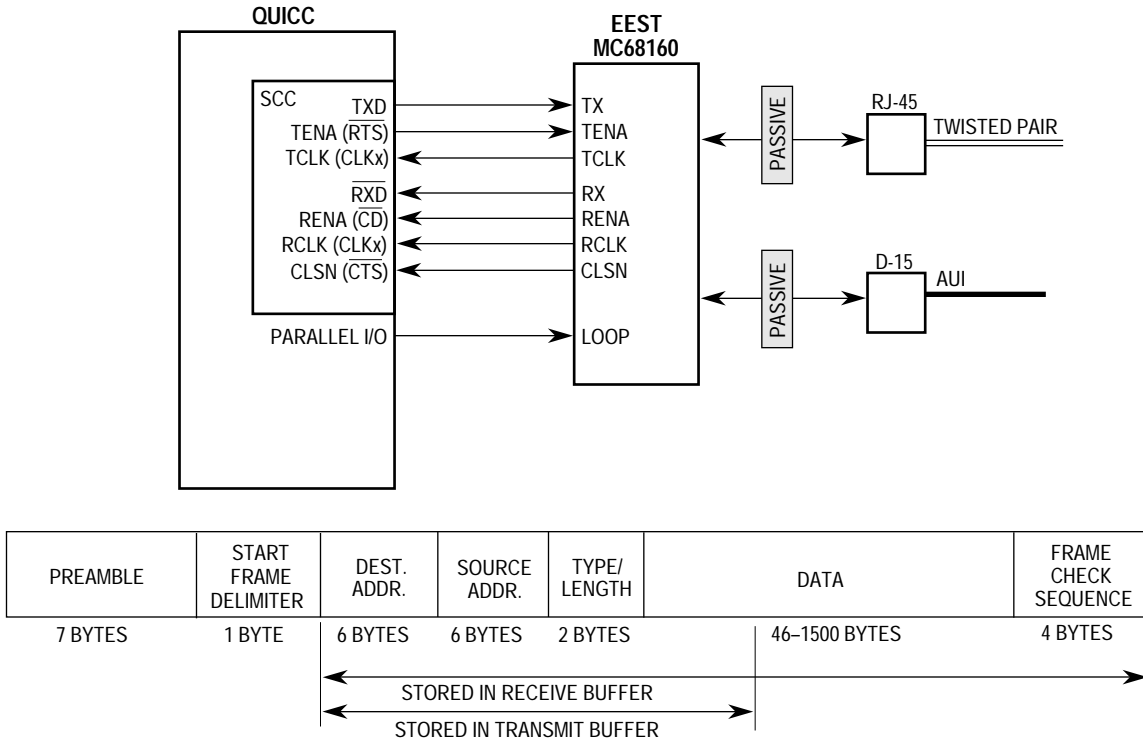 QUICC
EEST
MC68160
SCC
TXD
TENA (RTS)
TCLK (CLKx)
RXD
RENA (CD)
RCLK (CLKx)
CLSN (CTS)
PARALLEL I/O
TX
TENA
TCLK
RX
RENA
RCLK
CLSN
LOOP
PASSIVE
RJ-45
TWISTED PAIR
PASSIVE
D-15
AUI
PREAMBLE
START
FRAME
DELIMITER
DEST.
ADDR.
SOURCE
ADDR.
TYPE/
LENGTH
DATA
FRAME
CHECK
SEQUENCE
7 BYTES
1 BYTE
6 BYTES
6 BYTES
2 BYTES
46–1500 BYTES
4 BYTES
STORED IN RECEIVE BUFFER
STORED IN TRANSMIT BUFFER